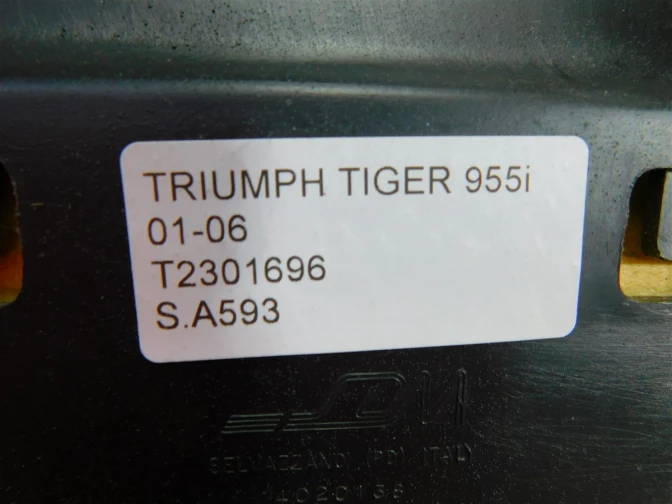 TRIUMPH TIGER 955i
01-06
T2301696
S.A593
SELVAZZANO (PD) ITALY